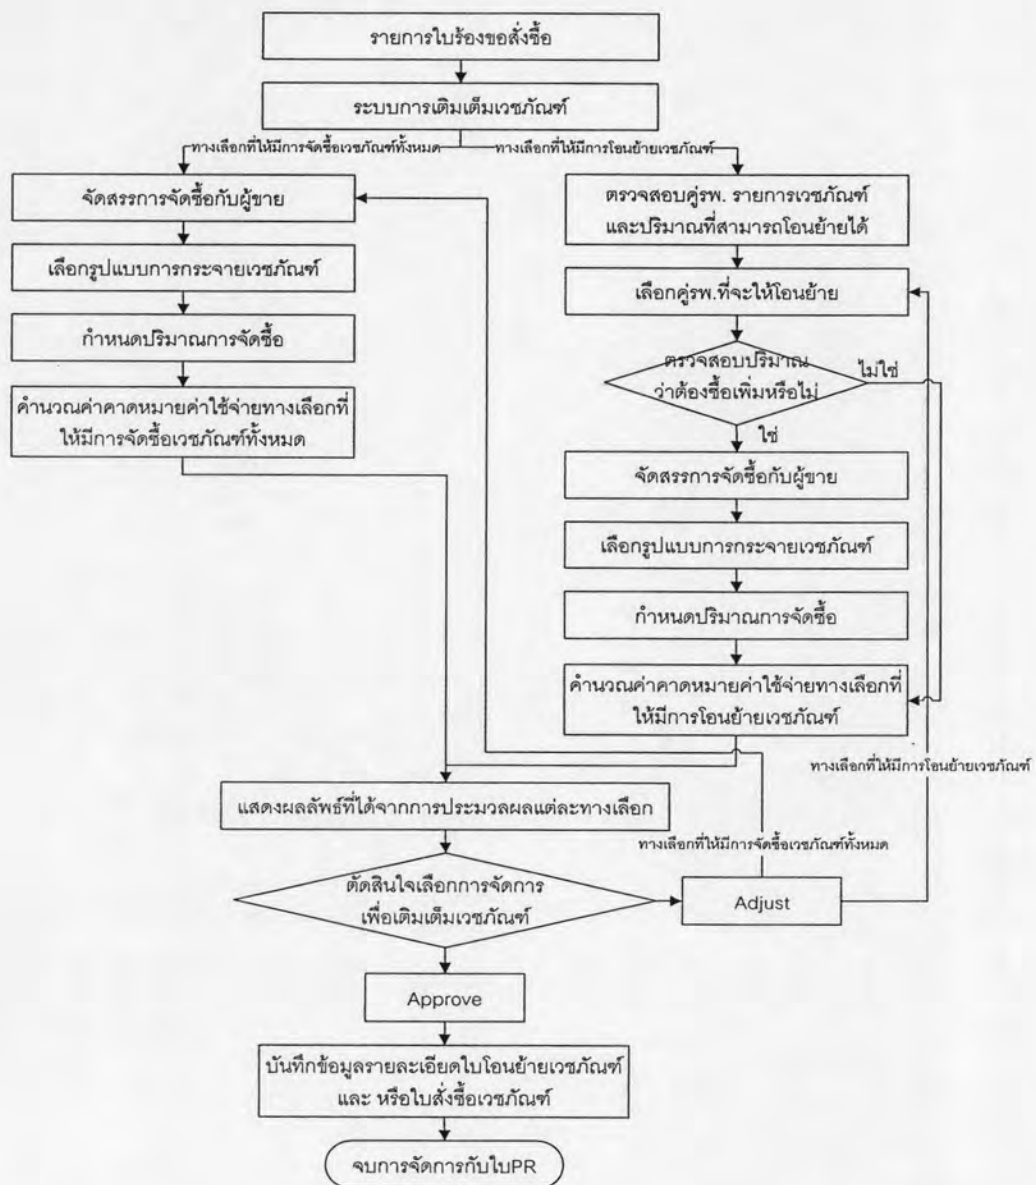 รายการใบร้องขอสั่งซื้อ
ระบบการเติมเต็มเวชภัณฑ์
ทางเลือกที่ให้มีการจัดซื้อเวชภัณฑ์ทั้งหมด
ทางเลือกที่ให้มีการโอนย้ายเวชภัณฑ์
จัดสรรการจัดซื้อกับผู้ขาย
เลือกรูปแบบการกระจายเวชภัณฑ์
กำหนดปริมาณการจัดซื้อ
คำนวณค่าคาดหมายค่าใช้จ่ายทางเลือกที่
ให้มีการจัดซื้อเวชภัณฑ์ทั้งหมด
ตรวจสอบคู่รพ. รายการเวชภัณฑ์
และปริมาณที่สามารถโอนย้ายได้
เลือกคู่รพ.ที่จะให้โอนย้าย
ตรวจสอบปริมาณ
ว่าต้องซื้อเพิ่มหรือไม่
ไม่ใช่
ใช่
จัดสรรการจัดซื้อกับผู้ขาย
เลือกรูปแบบการกระจายเวชภัณฑ์
กำหนดปริมาณการจัดซื้อ
คำนวณค่าคาดหมายค่าใช้จ่ายทางเลือกที่
ให้มีการโอนย้ายเวชภัณฑ์
ทางเลือกที่ให้มีการโอนย้ายเวชภัณฑ์
แสดงผลลัพธ์ที่ได้จากการประมวลผลแต่ละทางเลือก
ทางเลือกที่ให้มีการจัดซื้อเวชภัณฑ์ทั้งหมด
ตัดสินใจเลือกการจัดการ
เพื่อเติมเต็มเวชภัณฑ์
Adjust
Approve
บันทึกข้อมูลรายละเอียดใบโอนย้ายเวชภัณฑ์
และ หรือใบสั่งซื้อเวชภัณฑ์
จบการจัดการกับใบPR